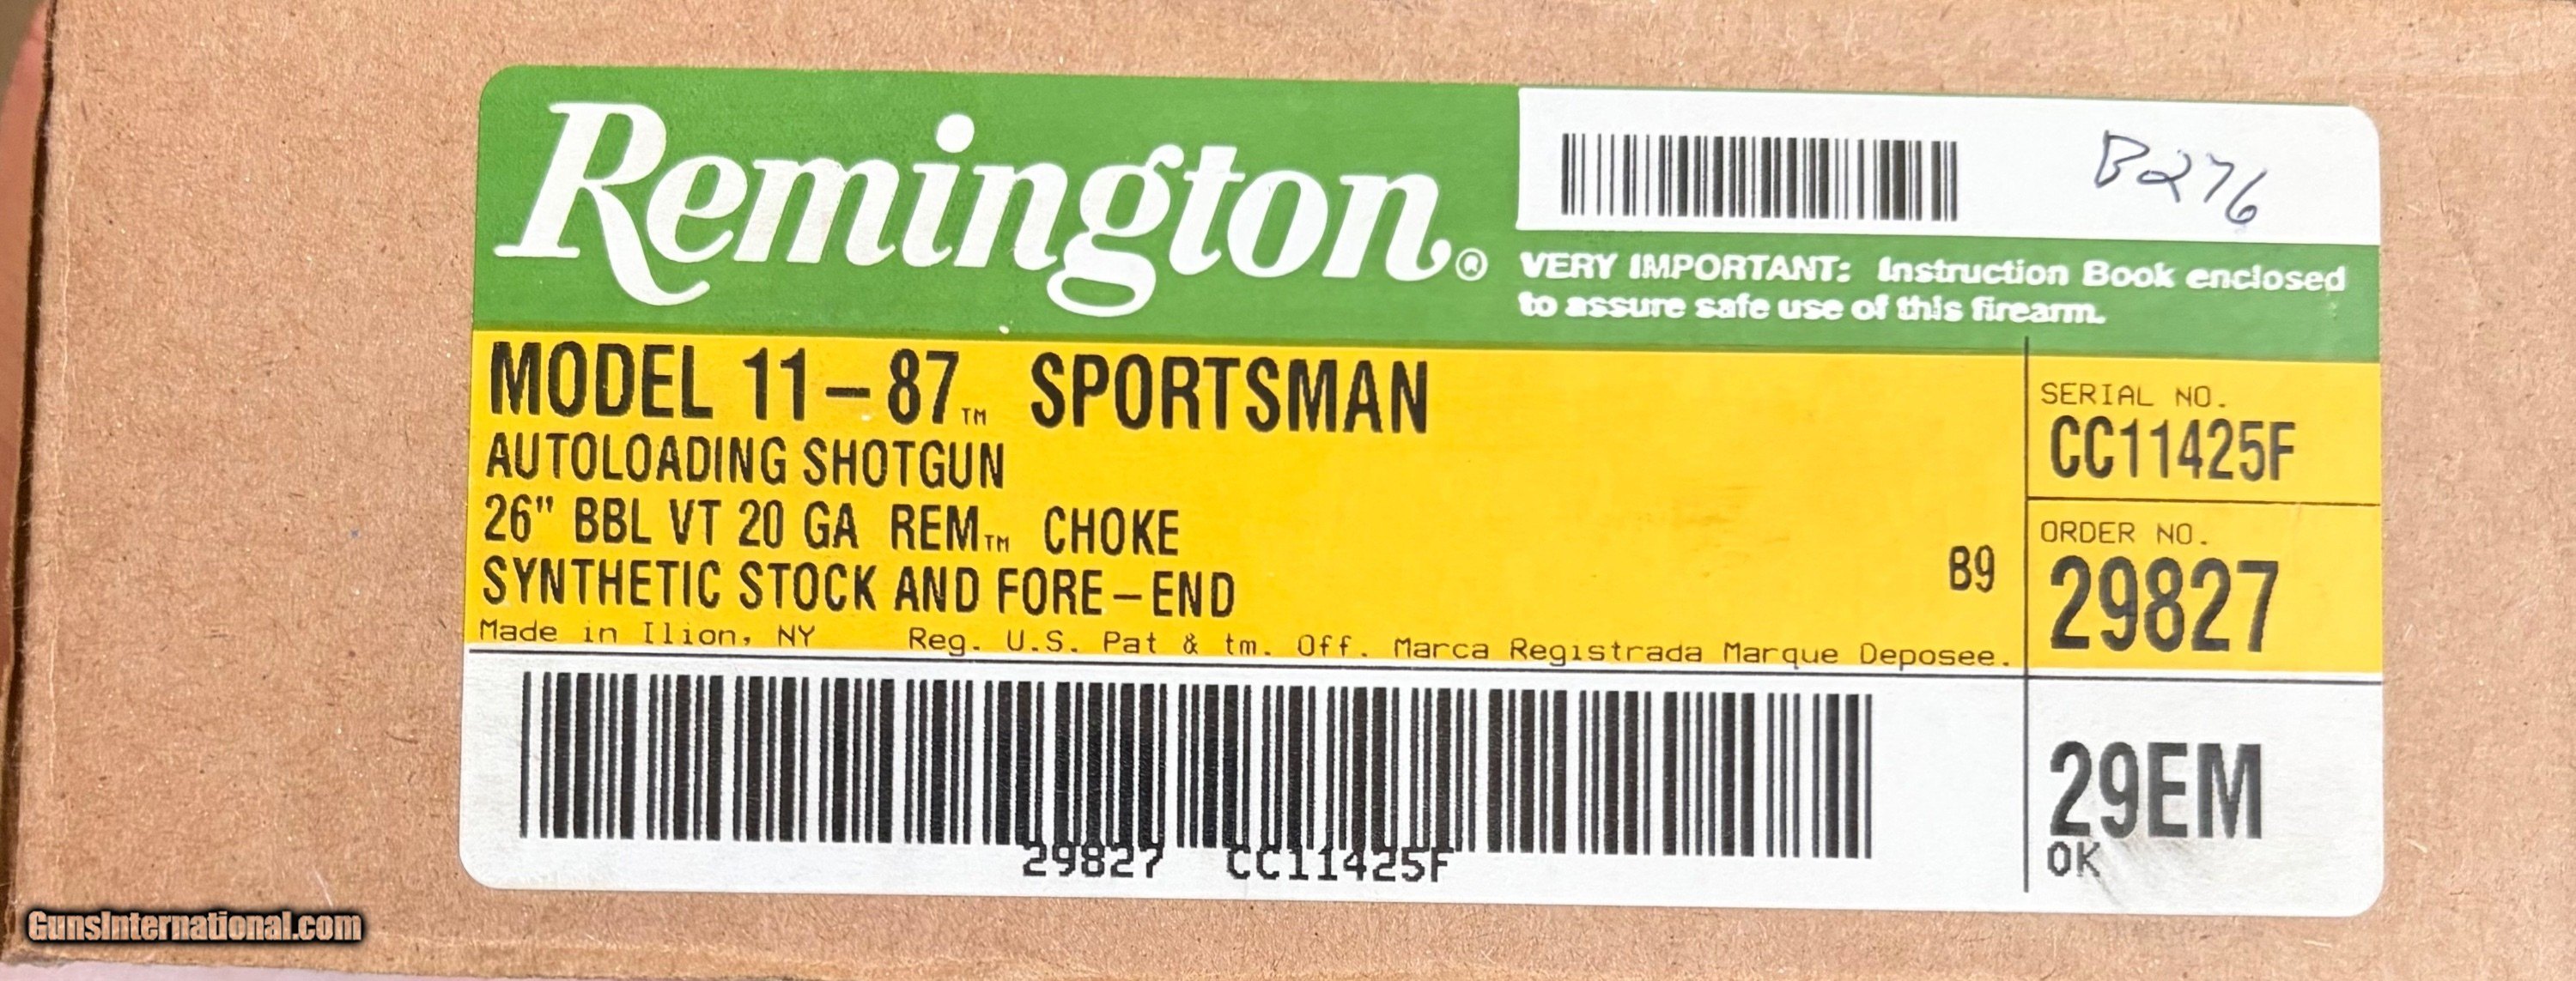 Remington®
B276
VERY IMPORTANT: Instruction Book enclosed
to assure safe use of this firearm.
MODEL 11-87™ SPORTSMAN
AUTOLOADING SHOTGUN
26" BBL VT 20 GA REM™ CHOKE
SYNTHETIC STOCK AND FORE-END
B9
Made in Ilion, NY Reg. U.S. Pat & tm. Off. Marca Registrada Marque Deposee.
SERIAL NO.
CC11425F
ORDER NO.
29827
29EM
OK
29827 CC11425F
GunsInternational.com